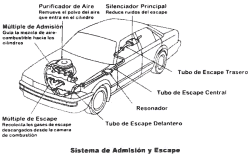 Purificador de Aire
Remueve el polvo del aire
que entra en el cilindro
Silenciador Principal
Reduce ruidos del escape
Múltiple de Admisión
Guía la mezcla de aire-
combustible hacia los
cilindros
Tubo de Escape Trasero
Tubo de Escape Central
Resonador
Tubo de Escape Delantero
Múltiple de Escape
Recolecta los gases de escape
descargados desde la cámara
de combustión
Sistema de Admisión y Escape